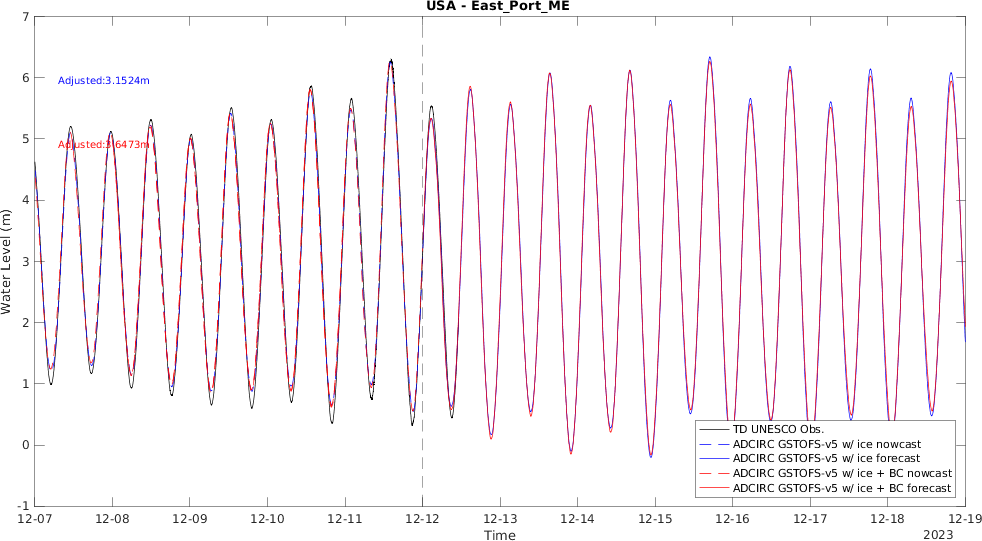 USA - East_Port_ME
7
6
5
4
3
2
1
0
-1
Water Level (m)
Adjusted:3.1524m
Adjusted:3.6473m
TD UNESCO Obs.
ADCIRC GSTOFS-v5 w/ ice nowcast
ADCIRC GSTOFS-v5 w/ ice forecast
ADCIRC GSTOFS-v5 w/ ice + BC nowcast
ADCIRC GSTOFS-v5 w/ ice + BC forecast
12-07 12-08 12-09 12-10 12-11 12-12 12-13 12-14 12-15 12-16 12-17 12-18 12-19
Time
2023